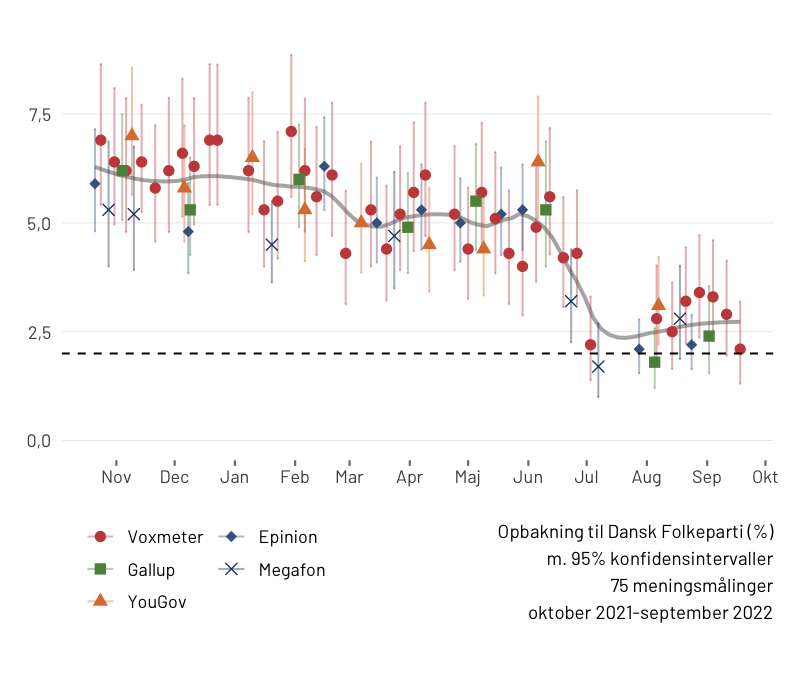 7,5
5,0
2,5
0,0
Nov Dec Jan Feb Mar Apr Maj Jun Jul Aug Sep Okt
Voxmeter Epinion
Gallup Megafon
YouGov
Opbakning til Dansk Folkeparti (%)
m. 95% konfidensintervaller
75 meningsmålinger
oktober 2021-september 2022